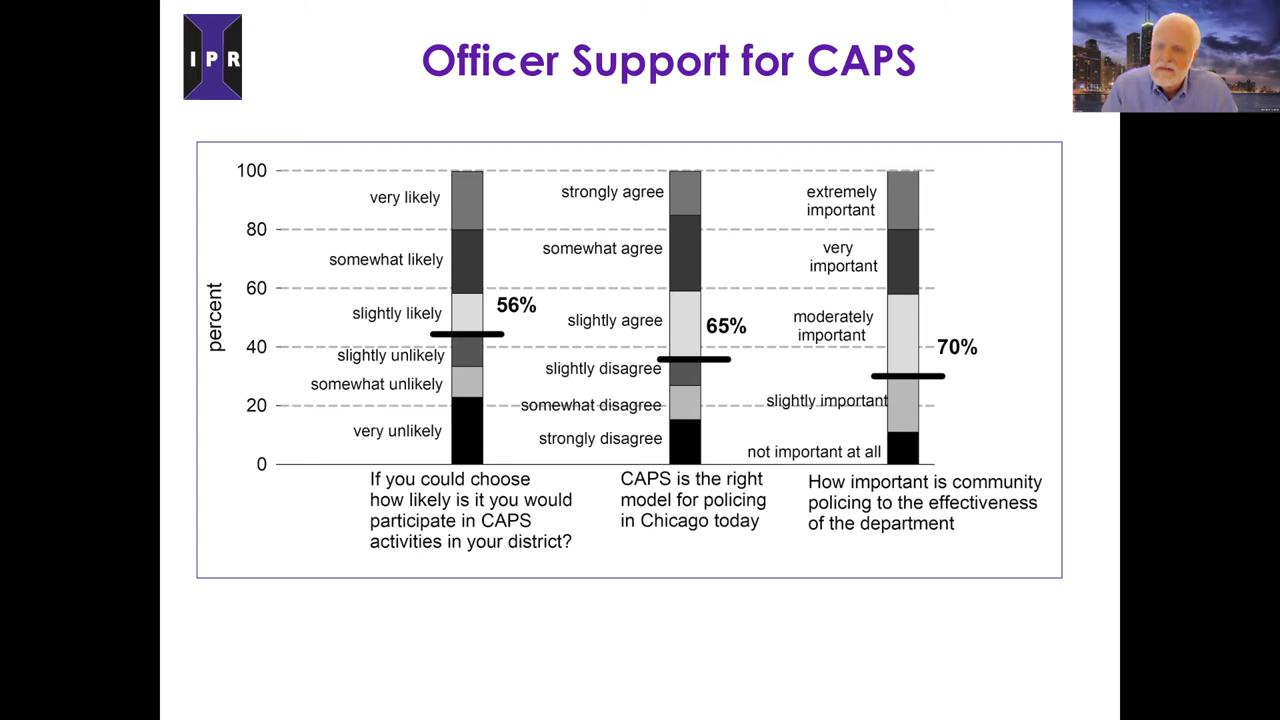 IPR
Officer Support for CAPS
percent
100
80
60
40
20
0
very likely
somewhat likely
slightly likely
slightly unlikely
somewhat unlikely
very unlikely
56%
If you could choose
how likely is it you would
participate in CAPS
activities in your district?
strongly agree
somewhat agree
slightly agree
slightly disagree
somewhat disagree
strongly disagree
65%
CAPS is the right
model for policing
in Chicago today
extremely
important
very
important
moderately
important
slightly important
not important at all
70%
How important is community
policing to the effectiveness
of the department